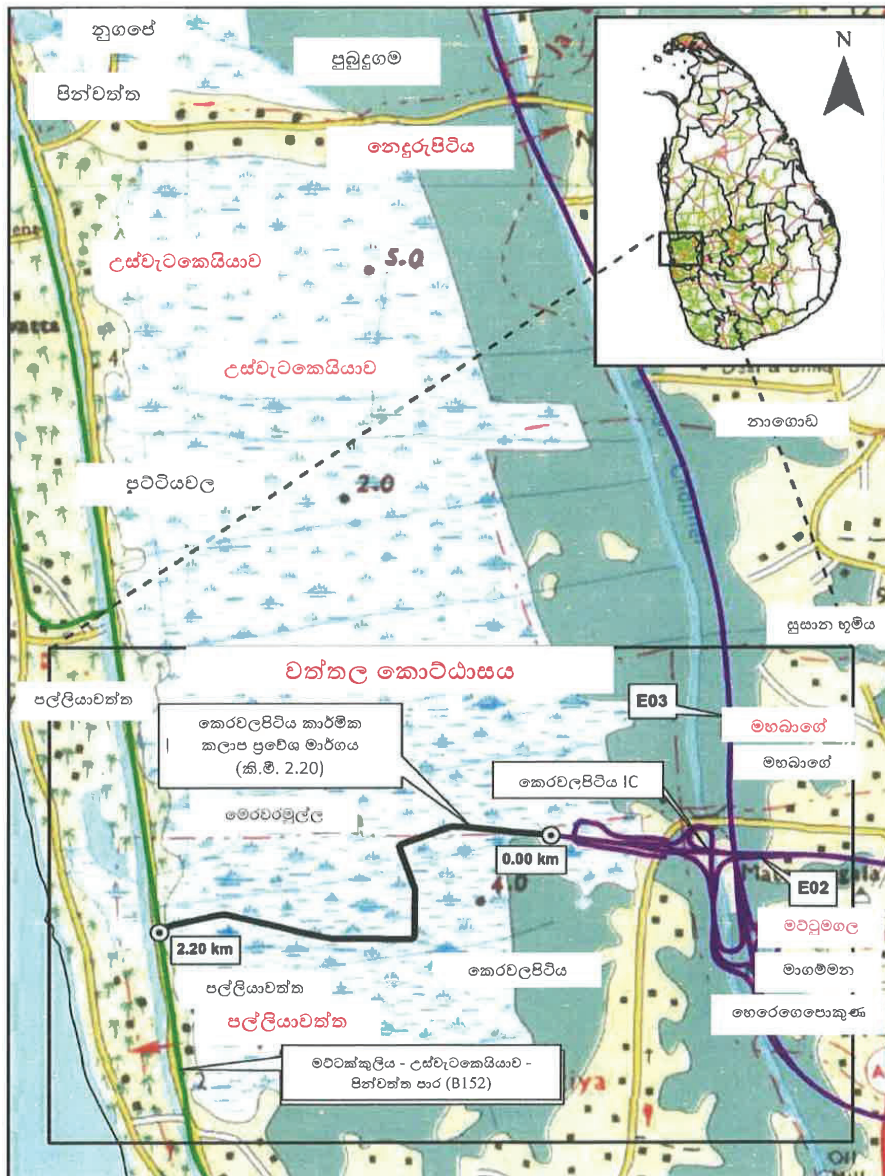 නුගපේ
පුබුදුගම
N
පින්වත්ත
නෙදුරුපිටිය
උස්වැටකෙයියාව
5.0
උස්වැටකෙයියාව
නාගොඩ
පට්ටියවල
2.0
සුසාන භූමිය
වත්තල කොට්ඨාසය
පල්ලියාවත්ත
E03
කෙරවලපිටිය කාර්මික
කලාප ප්‍රවේශ මාර්ගය
(කි.මී. 2.20)
මහබාගේ
මහබාගේ
කෙරවලපිටිය IC
මෙරවරමුල්ල
0.00 km
E02
4.0
මට්ටුමගල
2.20 km
කෙරවලපිටිය
මාගම්මන
පල්ලියාවත්ත
හෙරෙගෙපොකුණ
පල්ලියාවත්ත
මට්ටක්කුලිය - උස්වැටකෙයියාව -
පින්වත්ත පාර (B152)
2
A